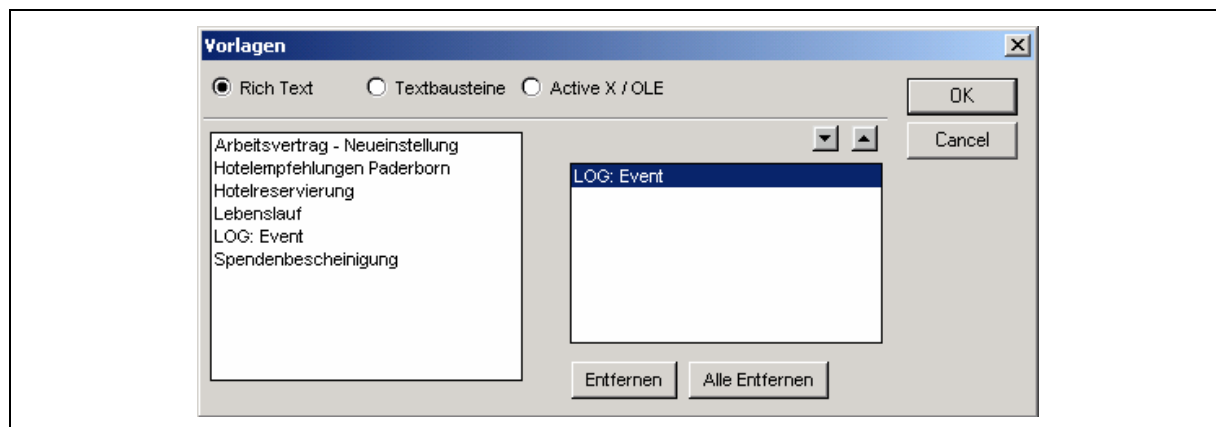 Vorlagen
Rich Text Textbausteine Active X / OLE
OK
Cancel
Arbeitsvertrag - Neueinstellung
Hotelempfehlungen Paderborn
Hotelreservierung
Lebenslauf
LOG: Event
Spendenbescheinigung
LOG: Event
Entfernen Alle Entfernen